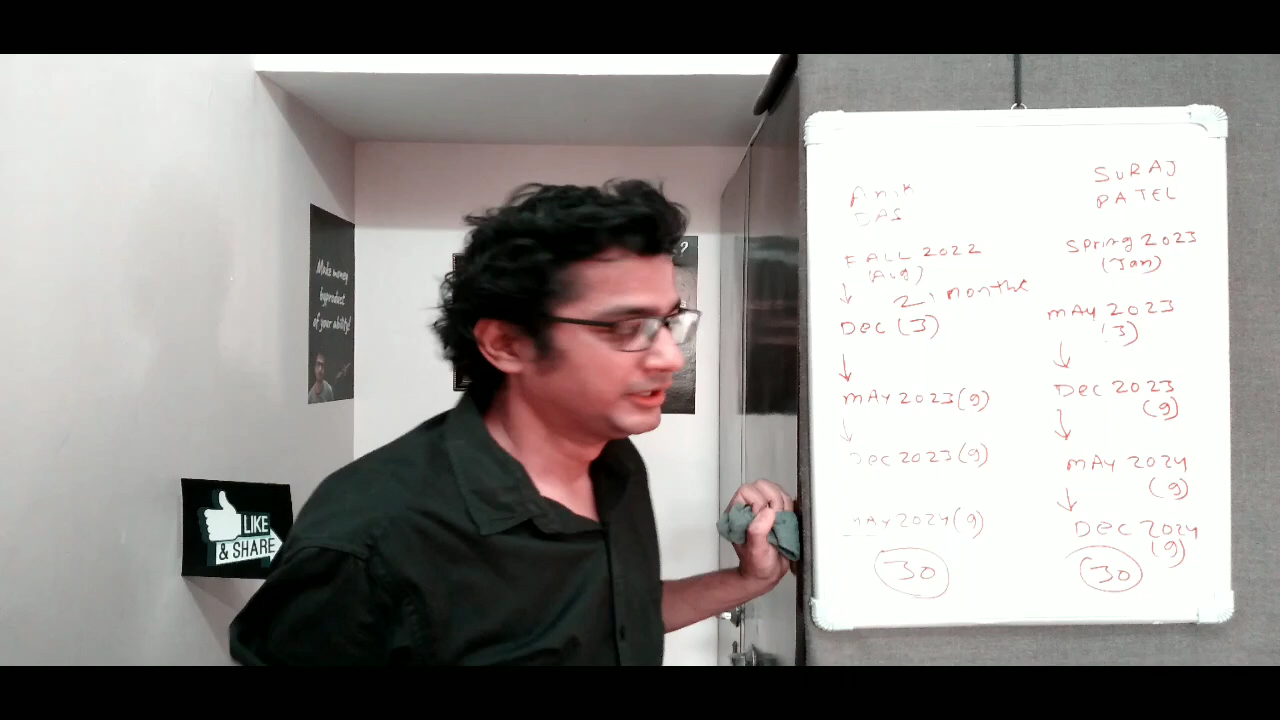 Make money
byproduct
of your ability!
LIKE
& SHARE
?
Anik
DAS
FALL 2022
(Aug)
2, months
Dec (3)
MAY 2023 (9)
Dec 2023 (9)
MAY 2024 (9)
30
SURAJ
PATEL
Spring 2023
(Jan)
MAY 2023
(3)
Dec 2023
(9)
MAY 2024
(9)
Dec 2024
(9)
30